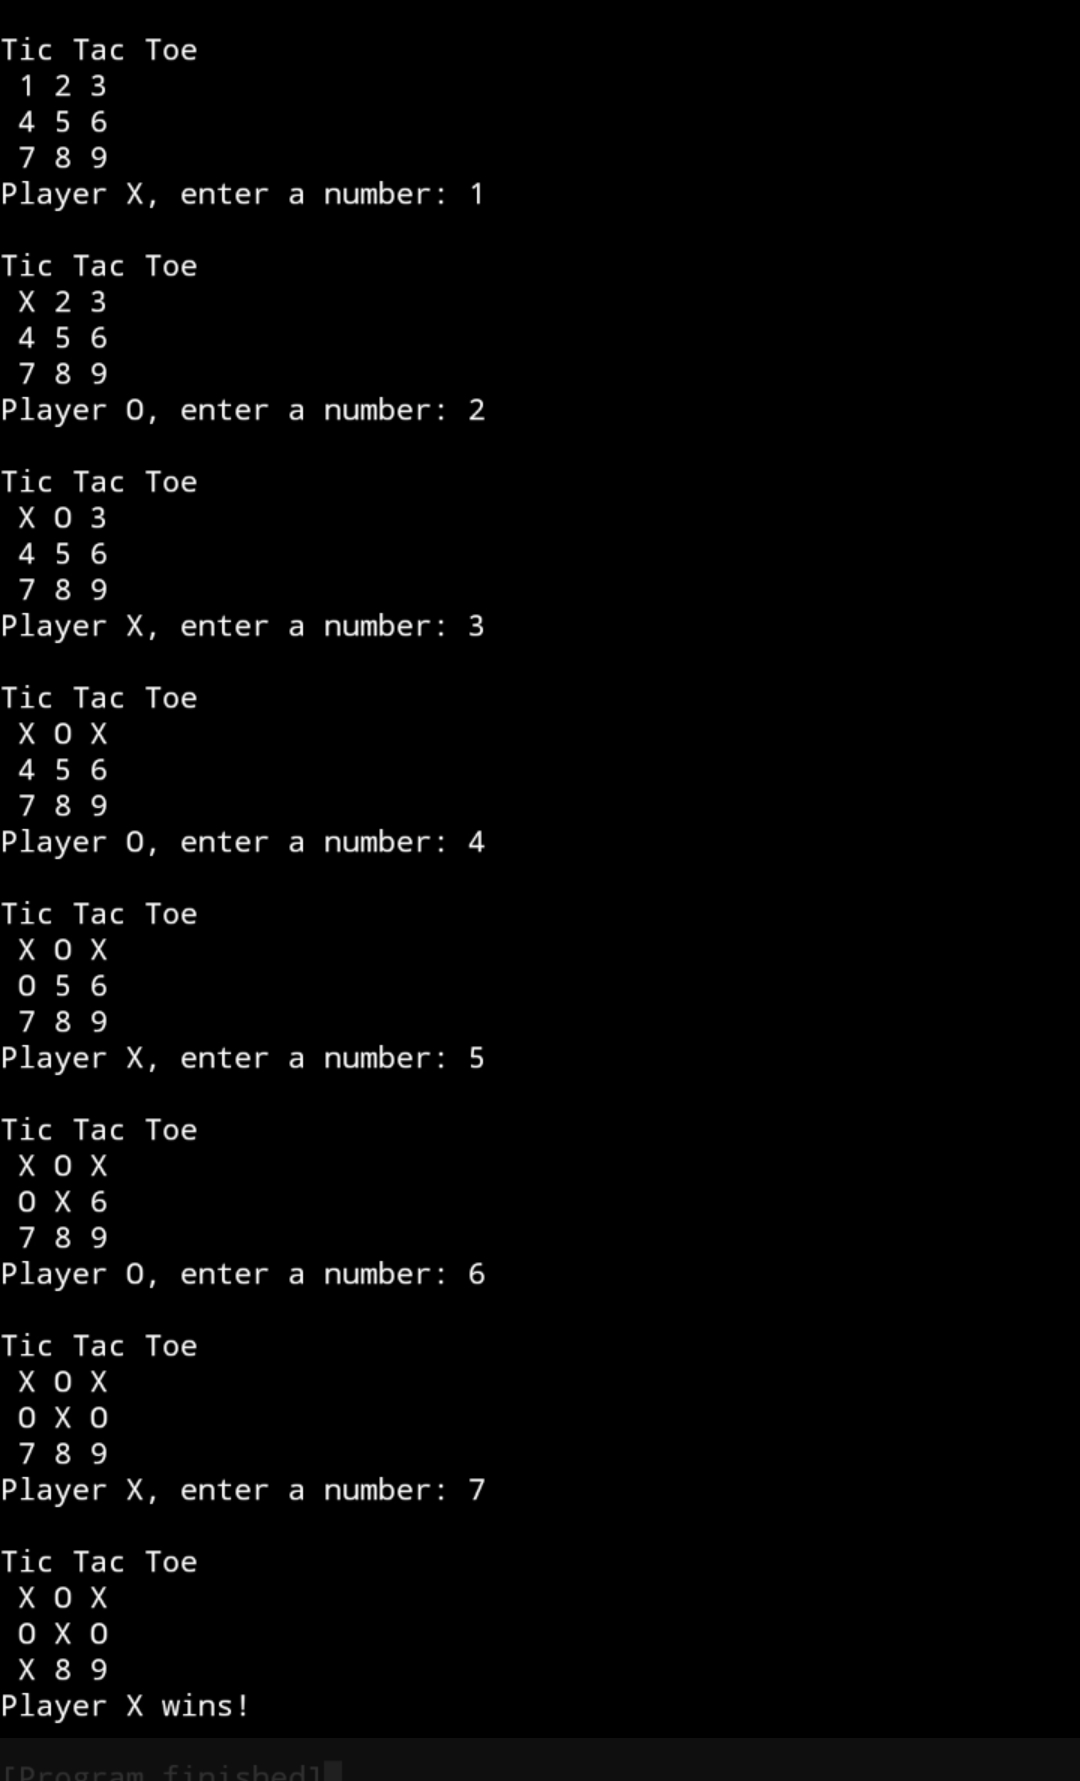 Tic Tac Toe
1 2 3
4 5 6
7 8 9
Player X, enter a number: 1
Tic Tac Toe
X 2 3
4 5 6
7 8 9
Player O, enter a number: 2
Tic Tac Toe
X O 3
4 5 6
7 8 9
Player X, enter a number: 3
Tic Tac Toe
X O X
4 5 6
7 8 9
Player O, enter a number: 4
Tic Tac Toe
X O X
O 5 6
7 8 9
Player X, enter a number: 5
Tic Tac Toe
X O X
O X 6
7 8 9
Player O, enter a number: 6
Tic Tac Toe
X O X
O X O
7 8 9
Player X, enter a number: 7
Tic Tac Toe
X O X
O X O
X 8 9
Player X wins!
[Program finished]